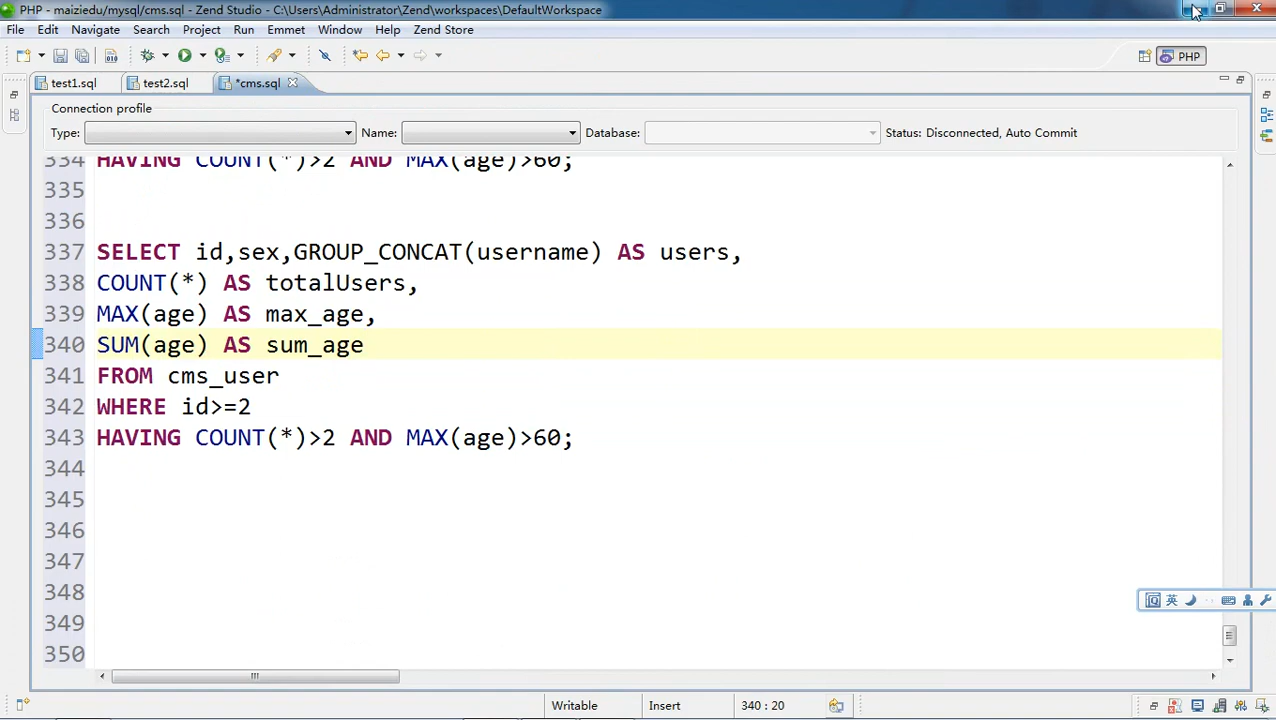 PHP - maiziedu/mysql/cms.sql - Zend Studio - C:\Users\Administrator\Zend\workspaces\DefaultWorkspace
File Edit Navigate Search Project Run Emmet Window Help Zend Store
PHP
test1.sql test2.sql *cms.sql
Connection profile
Type: Name: Database: Status: Disconnected, Auto Commit
334 HAVING COUNT(*)>2 AND MAX(age)>60;
335
336
337 SELECT id,sex,GROUP_CONCAT(username) AS users,
338 COUNT(*) AS totalUsers,
339 MAX(age) AS max_age,
340 SUM(age) AS sum_age
341 FROM cms_user
342 WHERE id>=2
343 HAVING COUNT(*)>2 AND MAX(age)>60;
344
345
346
347
348
349
350
英
Writable Insert 340 : 20